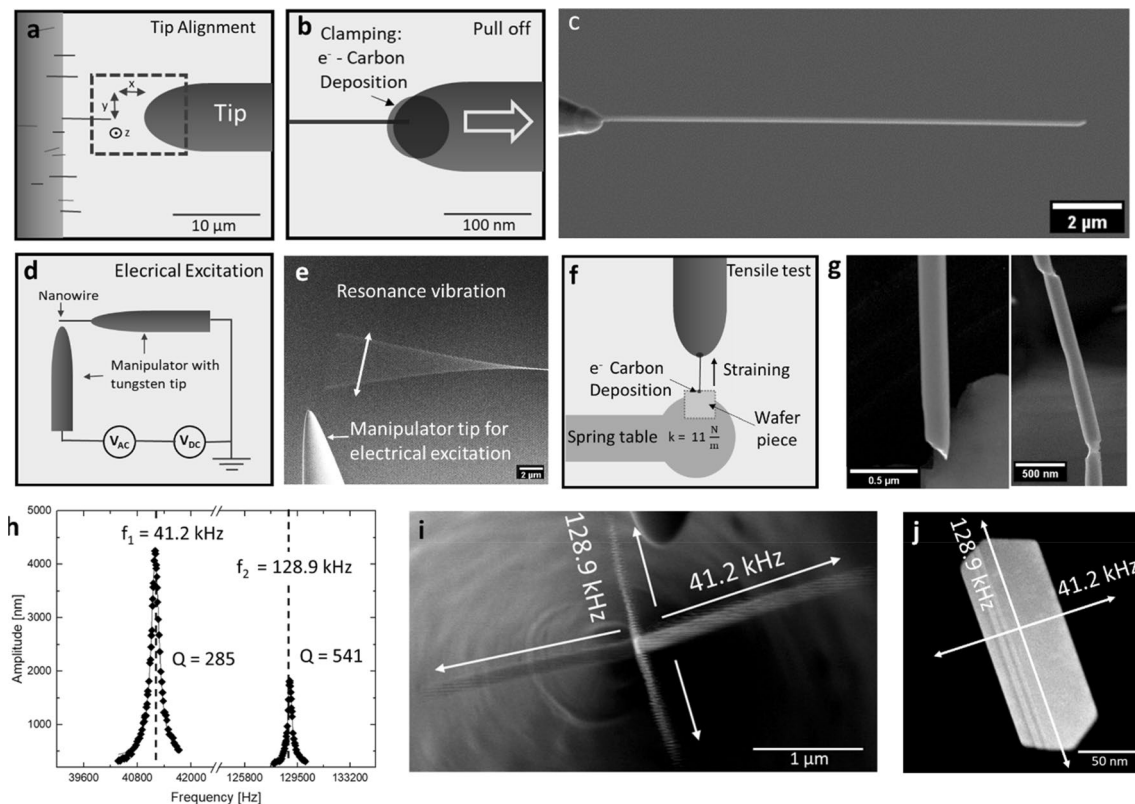 a
Tip Alignment
x
y
z
Tip
10 µm
b
Pull off
Clamping:
e⁻ - Carbon
Deposition
100 nm
c
2 µm
d
Electrical Excitation
Nanowire
Manipulator with
tungsten tip
V_AC
V_DC
e
Resonance vibration
Manipulator tip for
electrical excitation
2 µm
f
Tensile test
e⁻ Carbon
Deposition
Straining
Wafer
piece
Spring table k = 11 N/m
g
0.5 µm
500 nm
h
5000
4000
3000
2000
1000
Amplitude [nm]
f₁ = 41.2 kHz
f₂ = 128.9 kHz
Q = 285
Q = 541
39600 40800 42000 125800 129500 133200
Frequency [Hz]
i
128.9 kHz
41.2 kHz
1 µm
j
128.9 kHz
41.2 kHz
50 nm